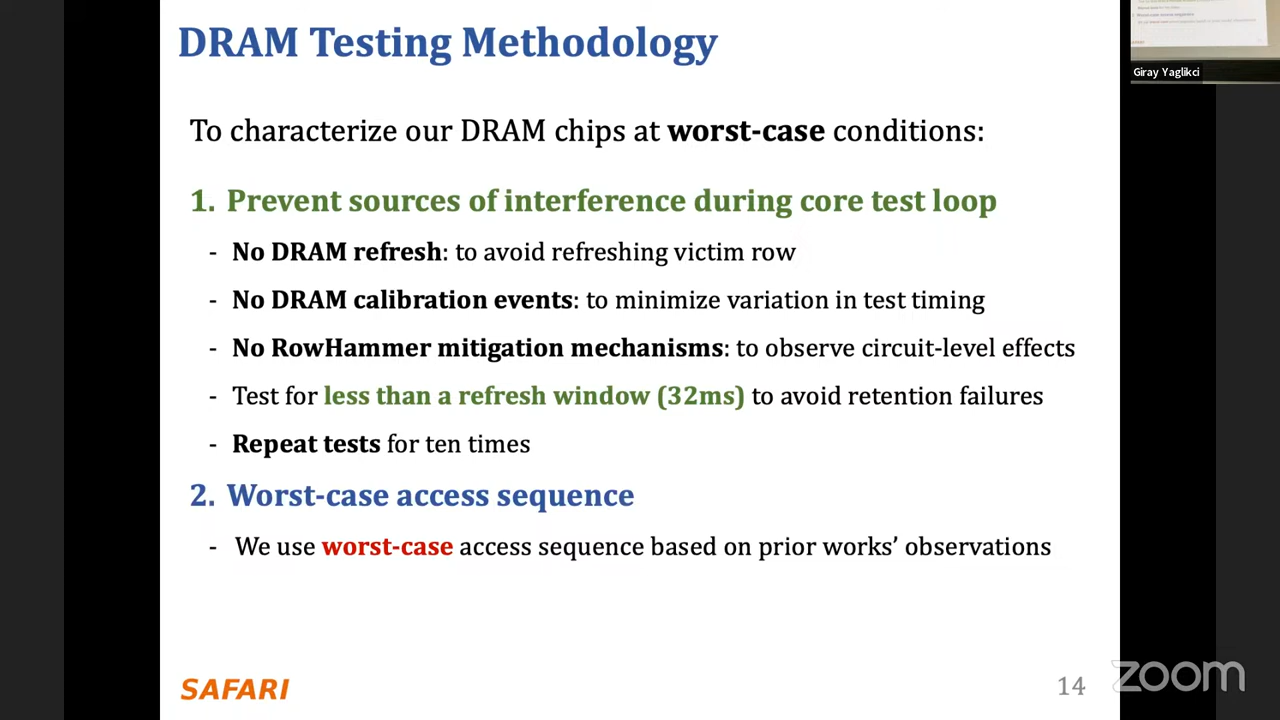 DRAM Testing Methodology
Giray Yaglikci
To characterize our DRAM chips at worst-case conditions:
1. Prevent sources of interference during core test loop
- No DRAM refresh: to avoid refreshing victim row
- No DRAM calibration events: to minimize variation in test timing
- No RowHammer mitigation mechanisms: to observe circuit-level effects
- Test for less than a refresh window (32ms) to avoid retention failures
- Repeat tests for ten times
2. Worst-case access sequence
- We use worst-case access sequence based on prior works’ observations
SAFARI
14
zoom